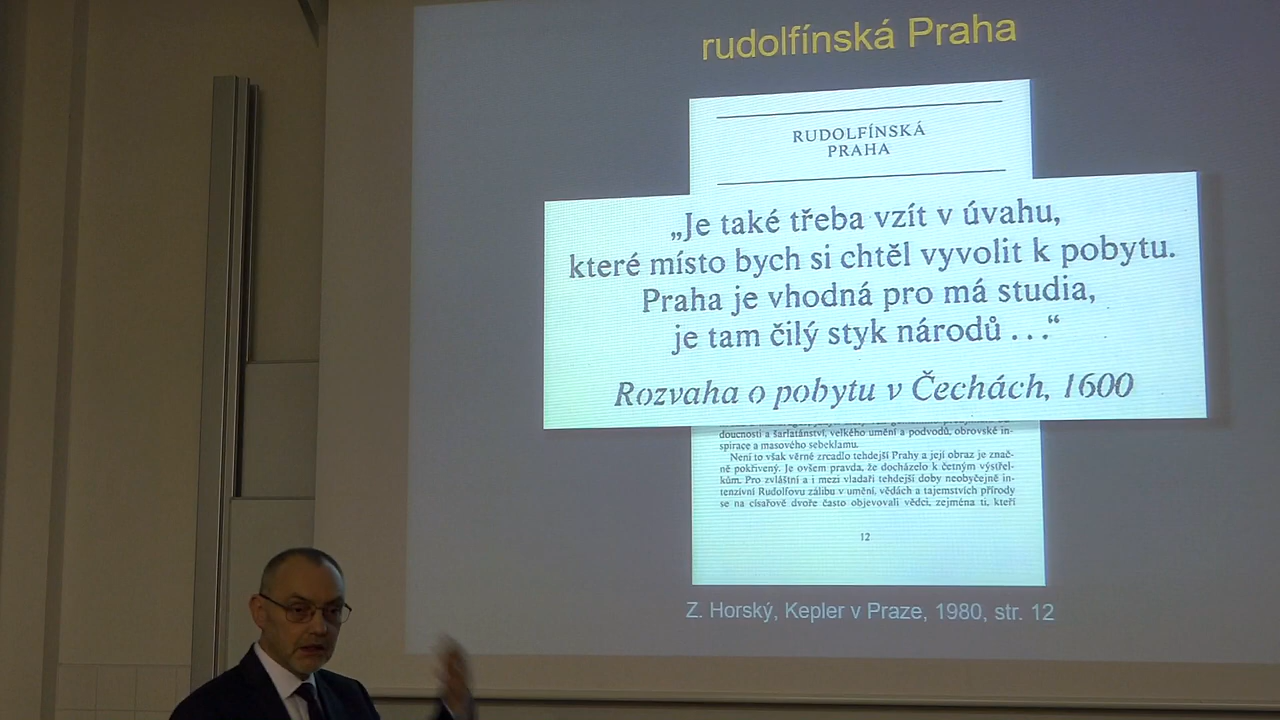 rudolfínská Praha
RUDOLFÍNSKÁ
PRAHA
„Je také třeba vzít v úvahu,
které místo bych si chtěl vyvolit k pobytu.
Praha je vhodná pro má studia,
je tam čilý styk národů . . .“
Rozvaha o pobytu v Čechách, 1600
doucnosti a šarlatánství, velkého umění a podvodů, obrovské in-
spirace a masového sebeklamu.
Není to však věrné zrcadlo tehdejší Prahy a její obraz je znač-
ně pokřivený. Je ovšem pravda, že docházelo k četným výstřel-
kům. Pro zvláštní a i mezi vladaři tehdejší doby neobyčejně in-
tenzívní Rudolfovu zálibu v umění, vědách a tajemstvích přírody
se na císařově dvoře často objevovali vědci, zejména ti, kteří
12
Z. Horský, Kepler v Praze, 1980, str. 12